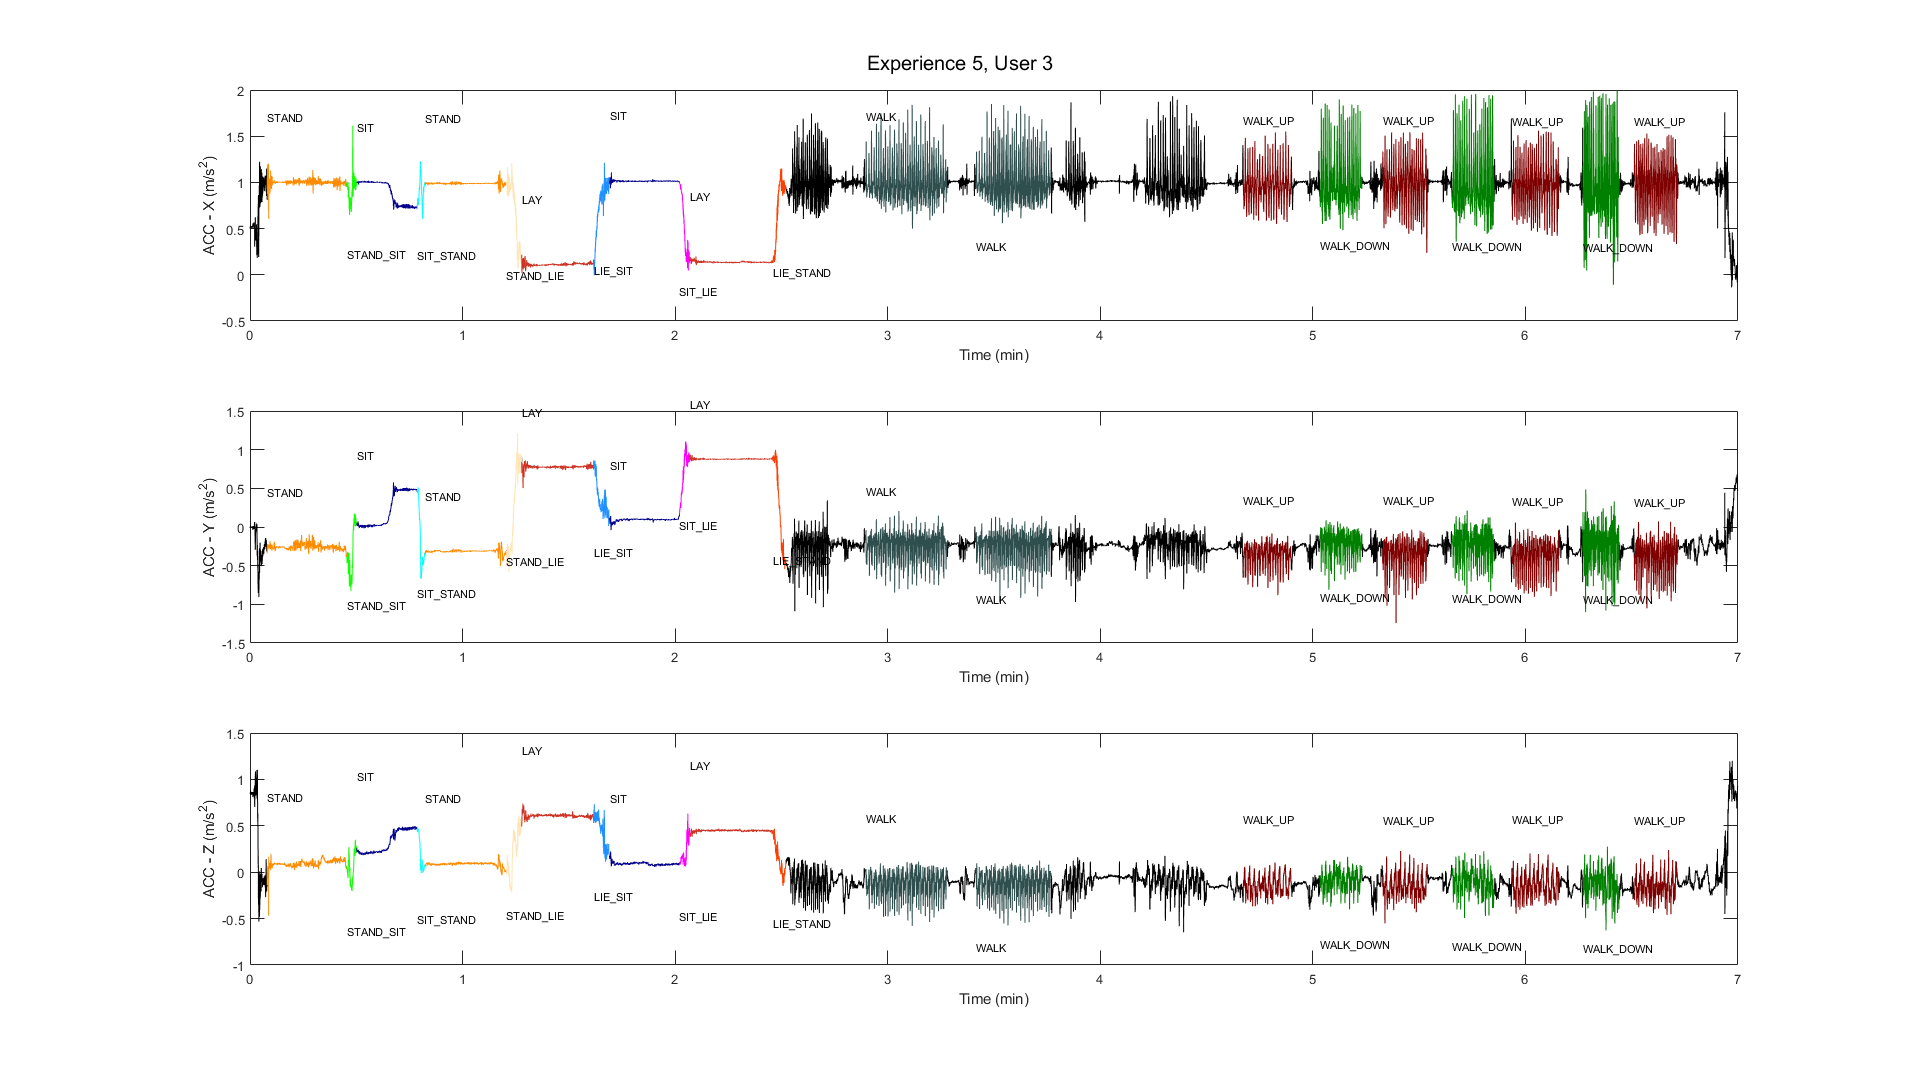 Experience 5, User 3
ACC - X (m/s²)
2
1.5
1
0.5
0
-0.5
STAND
SIT
STAND
SIT
WALK
WALK_UP
WALK_UP
WALK_UP
WALK_UP
LAY
LAY
STAND_SIT
SIT_STAND
STAND_LIE
LIE_SIT
SIT_LIE
LIE_STAND
WALK
WALK_DOWN
WALK_DOWN
WALK_DOWN
0 1 2 3 4 5 6 7
Time (min)
ACC - Y (m/s²)
1.5
1
0.5
0
-0.5
-1
-1.5
LAY
LAY
SIT
SIT
STAND
STAND
WALK
WALK_UP
WALK_UP
WALK_UP
WALK_UP
STAND_SIT
SIT_STAND
STAND_LIE
LIE_SIT
SIT_LIE
LIE_STAND
WALK
WALK_DOWN
WALK_DOWN
WALK_DOWN
0 1 2 3 4 5 6 7
Time (min)
ACC - Z (m/s²)
1.5
1
0.5
0
-0.5
-1
LAY
LAY
SIT
STAND
STAND
SIT
WALK
WALK_UP
WALK_UP
WALK_UP
WALK_UP
STAND_SIT
SIT_STAND
STAND_LIE
LIE_SIT
SIT_LIE
LIE_STAND
WALK
WALK_DOWN
WALK_DOWN
WALK_DOWN
0 1 2 3 4 5 6 7
Time (min)